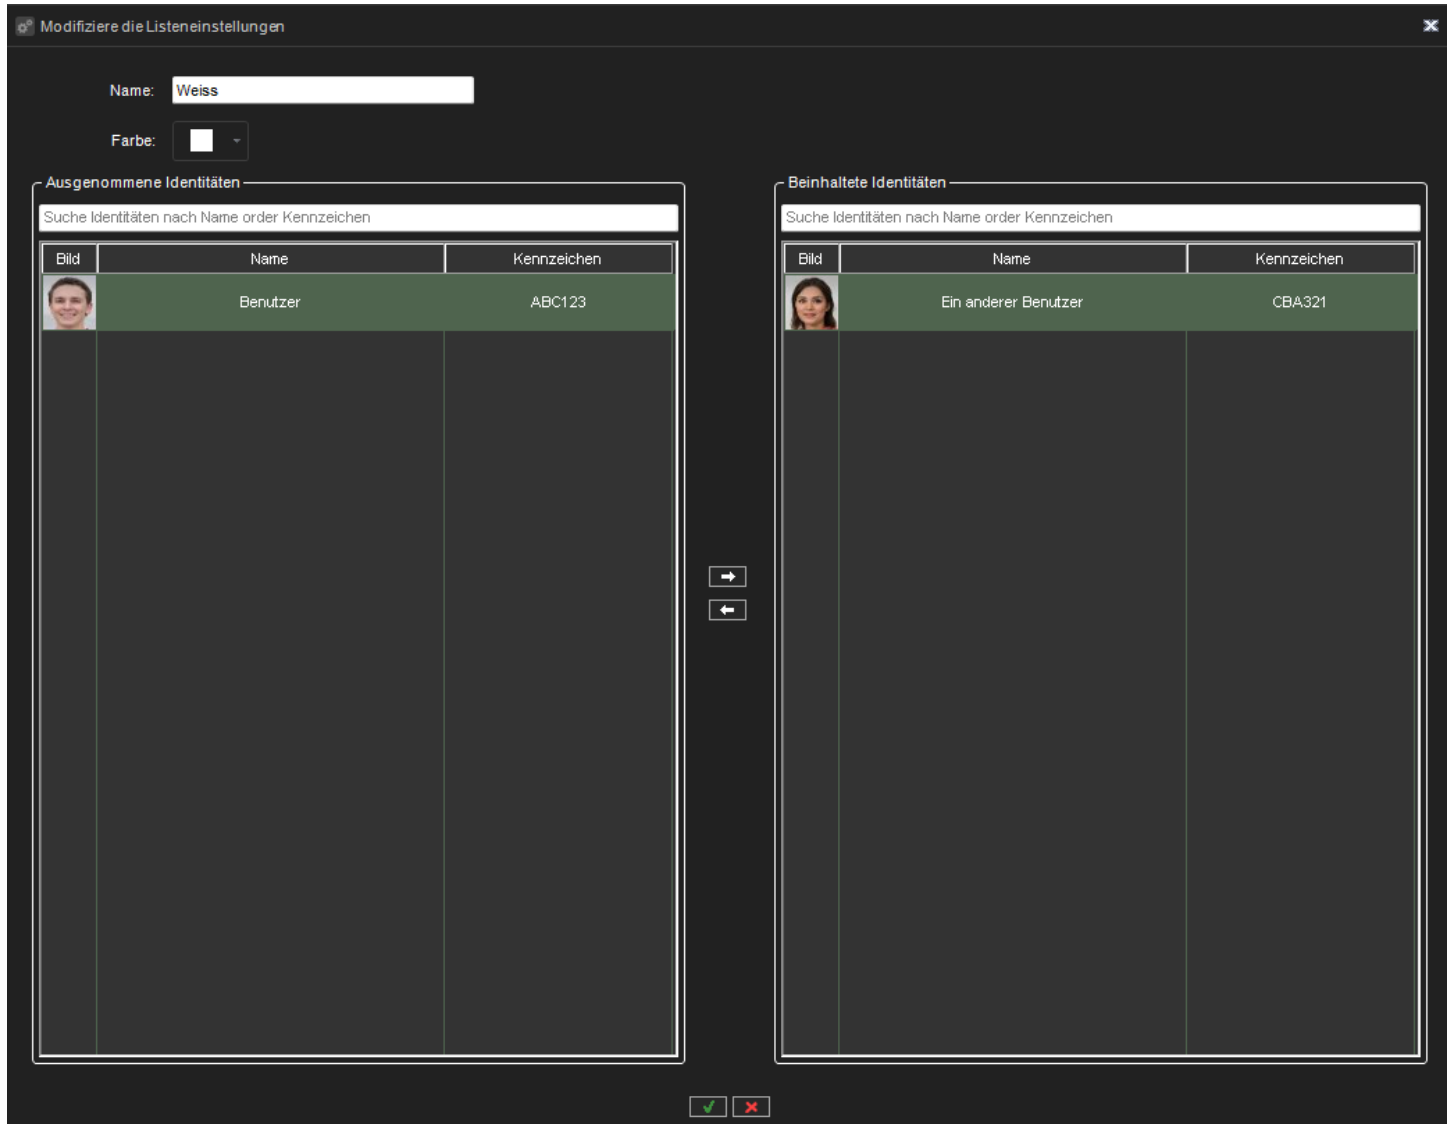 Modifiziere die Listeneinstellungen
Name: Weiss
Farbe:
Ausgenommene Identitäten
Suche Identitäten nach Name order Kennzeichen
Bild Name Kennzeichen
Benutzer ABC123
Beinhaltete Identitäten
Suche Identitäten nach Name order Kennzeichen
Bild Name Kennzeichen
Ein anderer Benutzer CBA321